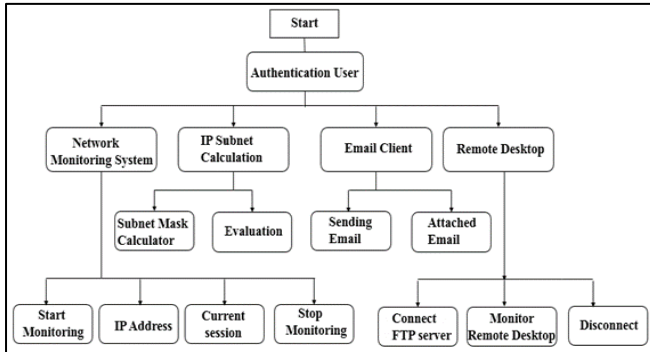 Start
Authentication User
Network
Monitoring System
IP Subnet
Calculation
Email Client
Remote Desktop
Subnet Mask
Calculator
Evaluation
Sending
Email
Attached
Email
Start
Monitoring
IP Address
Current
session
Stop
Monitoring
Connect
FTP server
Monitor
Remote Desktop
Disconnect